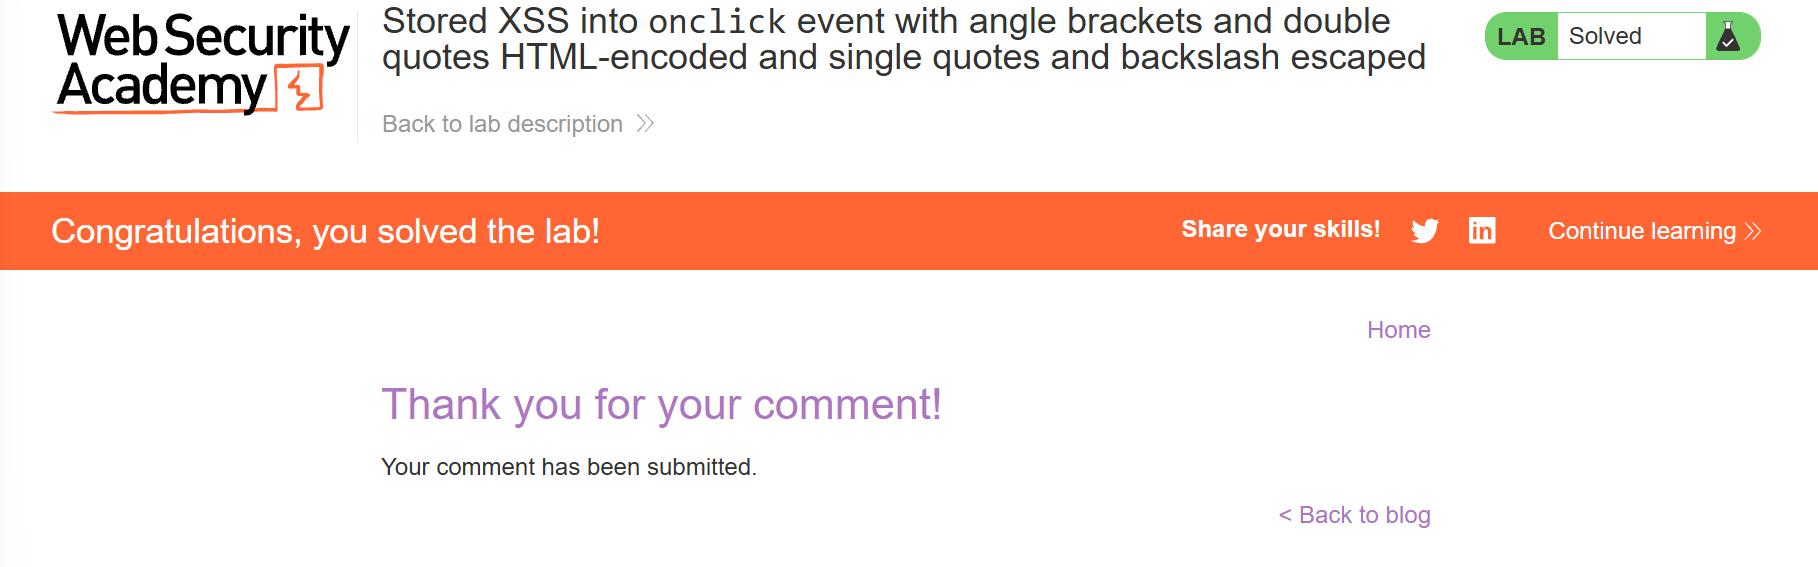 Web Security
Academy
Stored XSS into onclick event with angle brackets and double
quotes HTML-encoded and single quotes and backslash escaped
LAB Solved
Back to lab description
Congratulations, you solved the lab!
Share your skills!
Continue learning
Home
Thank you for your comment!
Your comment has been submitted.
< Back to blog